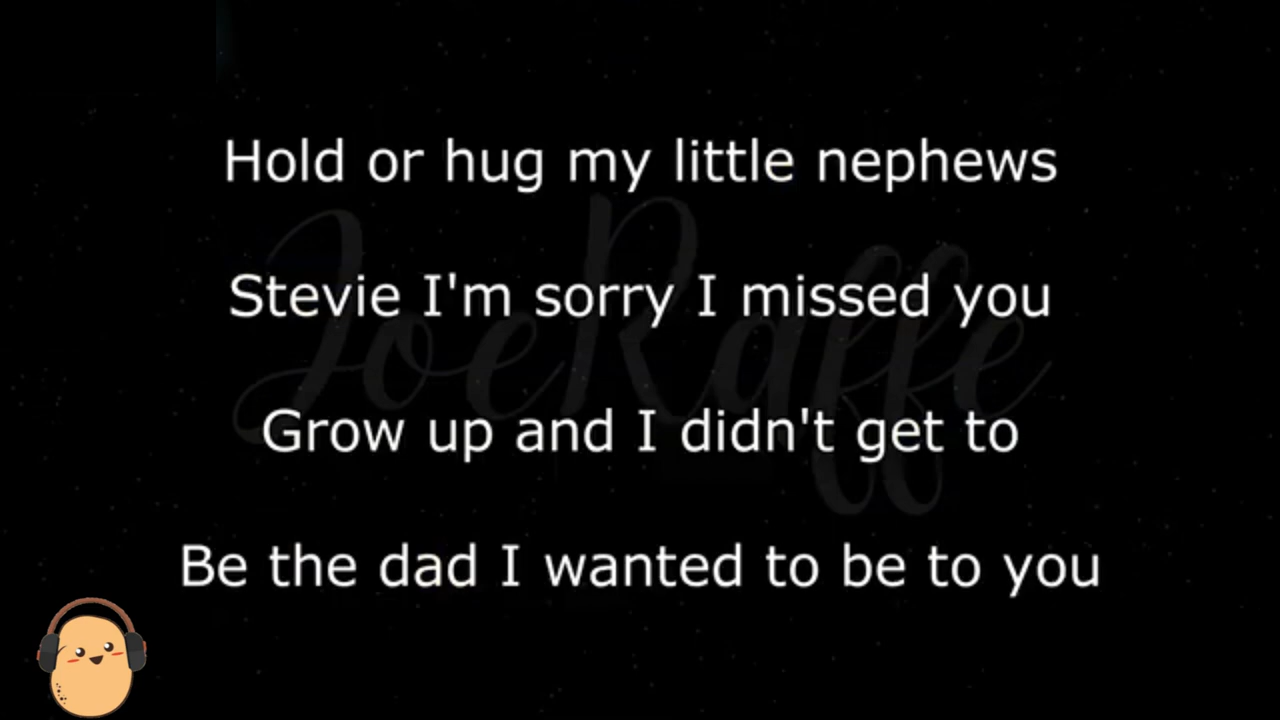 Hold or hug my little nephews
Stevie I'm sorry I missed you
JoeRaffe
Grow up and I didn't get to
Be the dad I wanted to be to you